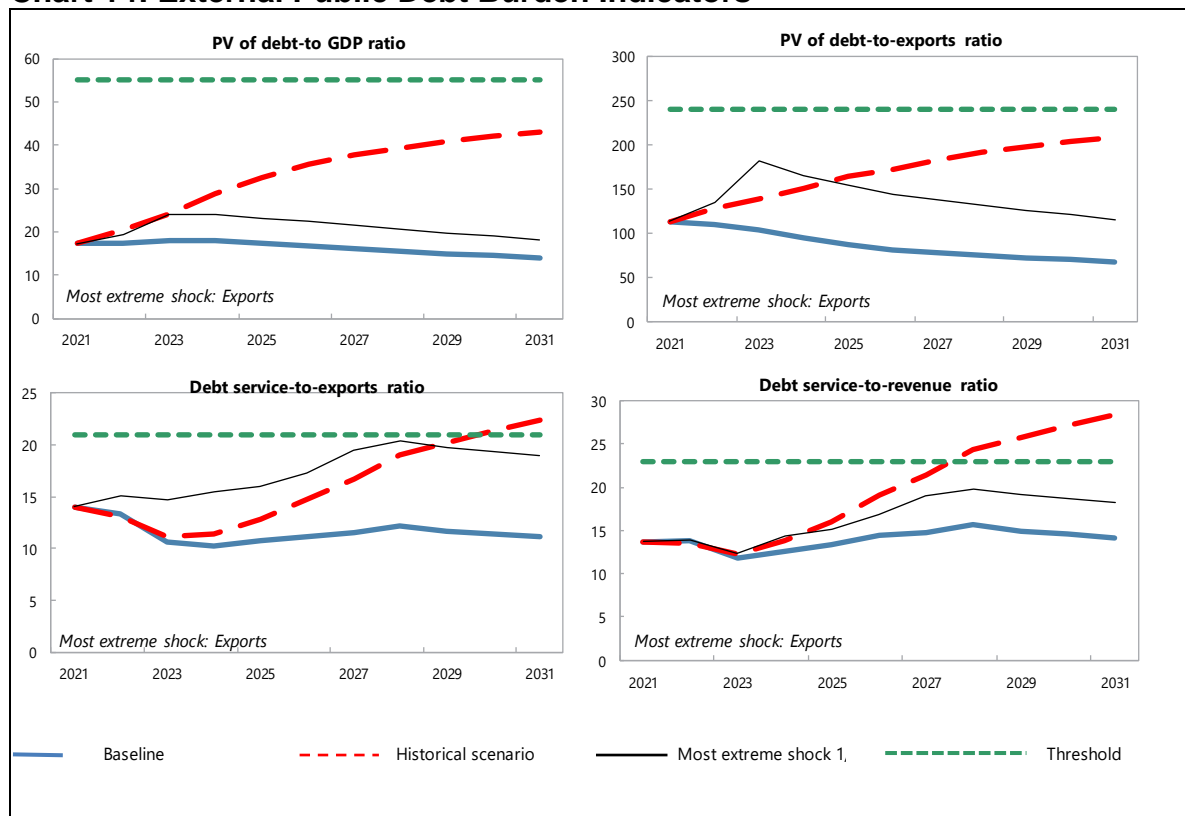 PV of debt-to GDP ratio
60
50
40
30
20
10
0
2021 2023 2025 2027 2029 2031
Most extreme shock: Exports
PV of debt-to-exports ratio
300
250
200
150
100
50
0
2021 2023 2025 2027 2029 2031
Most extreme shock: Exports
Debt service-to-exports ratio
25
20
15
10
5
0
2021 2023 2025 2027 2029 2031
Most extreme shock: Exports
Debt service-to-revenue ratio
30
25
20
15
10
5
0
2021 2023 2025 2027 2029 2031
Most extreme shock: Exports
Baseline Historical scenario Most extreme shock 1, Threshold